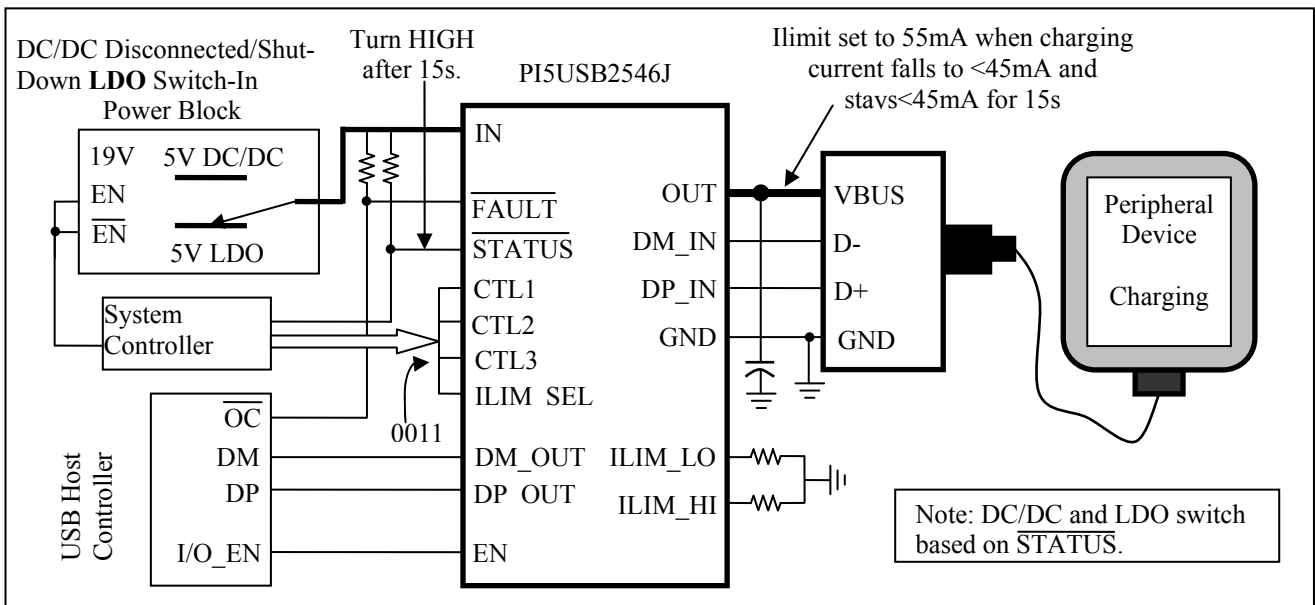 DC/DC Disconnected/Shut-
Down LDO Switch-In
Power Block
19V 5V DC/DC
EN
EN
5V LDO
Turn HIGH
after 15s.
PI5USB2546J
Ilimit set to 55mA when charging
current falls to <45mA and
stavs<45mA for 15s
IN
FAULT
STATUS
CTL1
CTL2
CTL3
ILIM SEL
DM_OUT
DP OUT
EN
OUT
DM_IN
DP_IN
GND
ILIM_LO
ILIM_HI
VBUS
D-
D+
GND
Peripheral
Device
Charging
System
Controller
0011
USB Host
Controller
OC
DM
DP
I/O_EN
Note: DC/DC and LDO switch
based on STATUS.